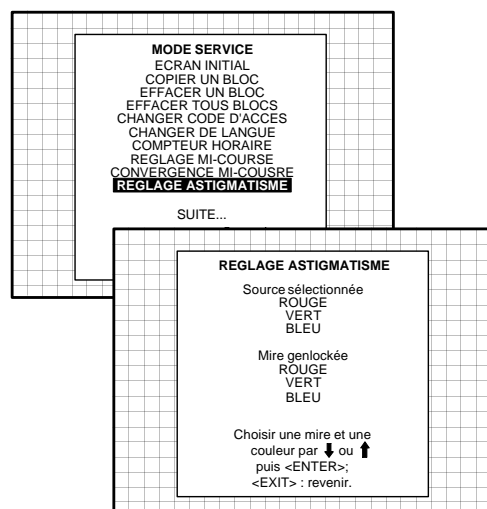 MODE SERVICE
ECRAN INITIAL
COPIER UN BLOC
EFFACER UN BLOC
EFFACER TOUS BLOCS
CHANGER CODE D'ACCES
CHANGER DE LANGUE
COMPTEUR HORAIRE
REGLAGE MI-COURSE
CONVERGENCE MI-COUSRE
REGLAGE ASTIGMATISME
SUITE...
REGLAGE ASTIGMATISME
Source sélectionnée
ROUGE
VERT
BLEU
Mire genlockée
ROUGE
VERT
BLEU
Choisir une mire et une
couleur par ⬇ ou ⬆
puis <ENTER>;
<EXIT> : revenir.